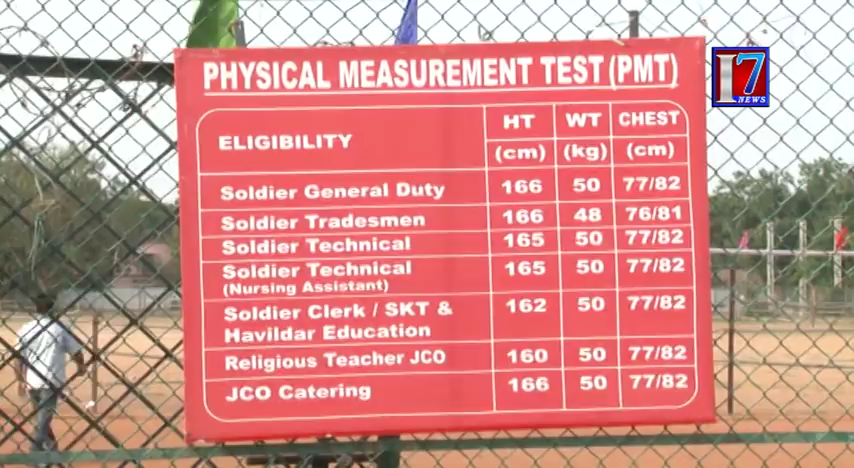 PHYSICAL MEASUREMENT TEST (PMT)
ELIGIBILITY HT (cm) WT (kg) CHEST (cm)
Soldier General Duty 166 50 77/82
Soldier Tradesmen 166 48 76/81
Soldier Technical 165 50 77/82
Soldier Technical (Nursing Assistant) 165 50 77/82
Soldier Clerk / SKT &
Havildar Education 162 50 77/82
Religious Teacher JCO 160 50 77/82
JCO Catering 166 50 77/82
I7 NEWS